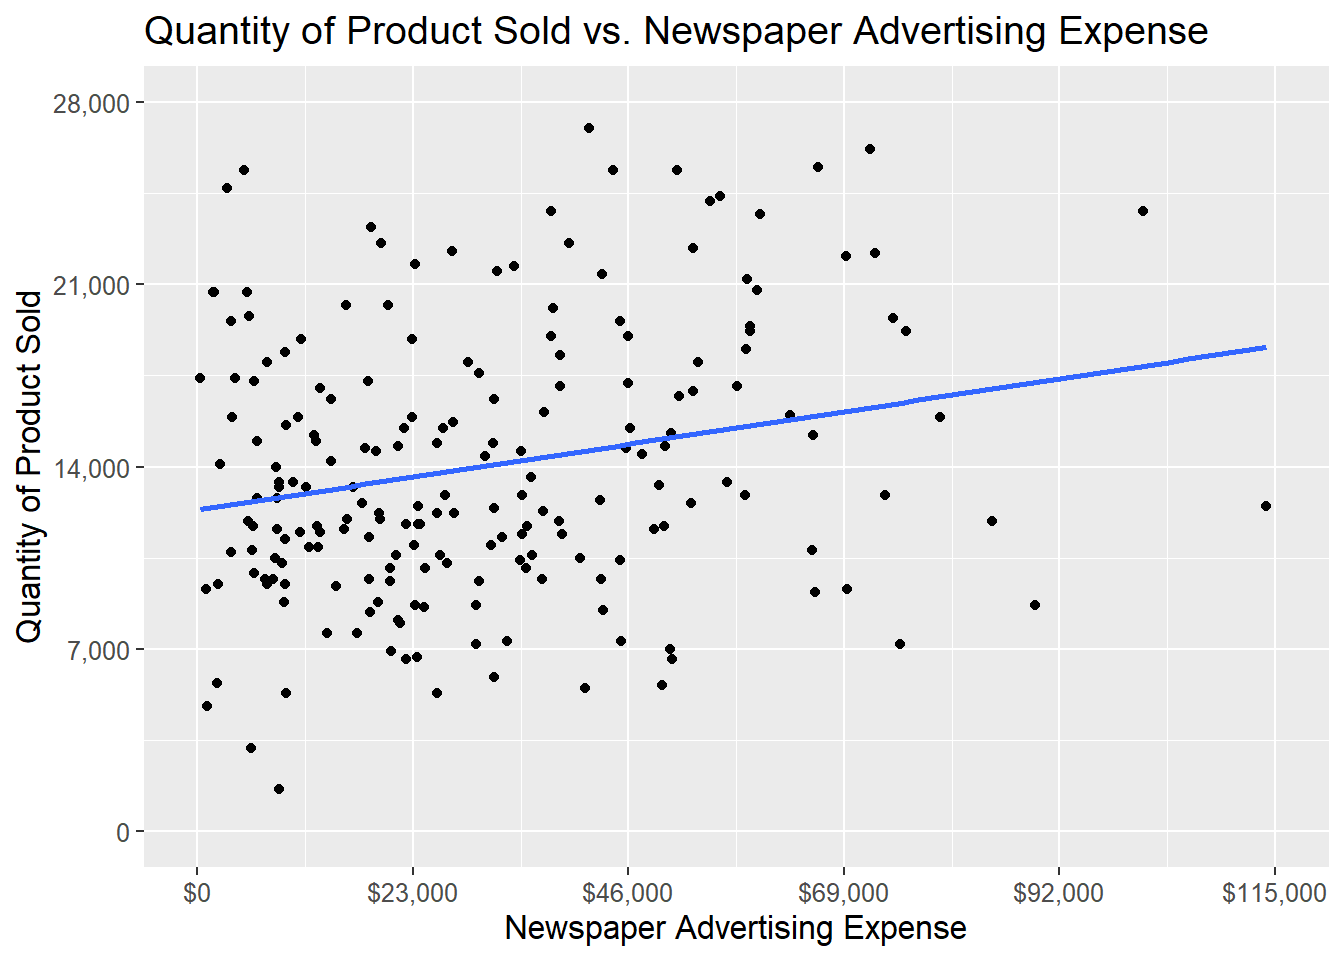 Quantity of Product Sold vs. Newspaper Advertising Expense
28,000
21,000
14,000
7,000
0
Quantity of Product Sold
$0 $23,000 $46,000 $69,000 $92,000 $115,000
Newspaper Advertising Expense